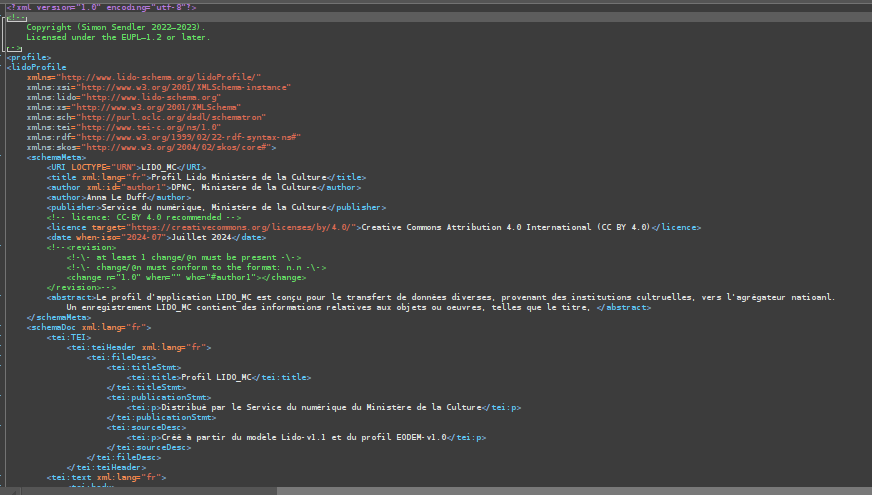 <?xml version="1.0" encoding="utf-8"?>
<!--
Copyright (Simon Sendler 2022–2023).
Licensed under the EUPL–1.2 or later.
-->
<profile>
<lidoProfile
xmlns="http://www.lido-schema.org/lidoProfile/"
xmlns:xsi="http://www.w3.org/2001/XMLSchema-instance"
xmlns:lido="http://www.lido-schema.org"
xmlns:xs="http://www.w3.org/2001/XMLSchema"
xmlns:sch="http://purl.oclc.org/dsdl/schematron"
xmlns:tei="http://www.tei-c.org/ns/1.0"
xmlns:rdf="http://www.w3.org/1999/02/22-rdf-syntax-ns#"
xmlns:skos="http://www.w3.org/2004/02/skos/core#">
<schemaMeta>
<URI LOCTYPE="URN">LIDO_MC</URI>
<title xml:lang="fr">Profil Lido Ministère de la Culture</title>
<author xml:id="author1">DPNC, Ministère de la Culture</author>
<author>Anna Le Duff</author>
<publisher>Service du numérique, Ministère de la Culture</publisher>
<!-- licence: CC-BY 4.0 recommended -->
<licence target="https://creativecommons.org/licenses/by/4.0/">Creative Commons Attribution 4.0 International (CC BY 4.0)</licence>
<date when-iso="2024-07">Juillet 2024</date>
<!--<revision>
<!-\- at least 1 change/@n must be present -\->
<!-\- change/@n must conform to the format: n.n -\->
<change n="1.0" when="" who="#author1"></change>
</revision>-->
<abstract>Le profil d'application LIDO_MC est conçu pour le transfert de données diverses, provenant des institutions cultruelles, vers l'agrégateur natioanl.
Un enregistrement LIDO_MC contient des informations relatives aux objets ou oeuvres, telles que le titre, </abstract>
</schemaMeta>
<schemaDoc xml:lang="fr">
<tei:TEI>
<tei:teiHeader xml:lang="fr">
<tei:fileDesc>
<tei:titleStmt>
<tei:title>Profil LIDO_MC</tei:title>
</tei:titleStmt>
<tei:publicationStmt>
<tei:p>Distribué par le Service du numérique du Ministère de la Culture</tei:p>
</tei:publicationStmt>
<tei:sourceDesc>
<tei:p>Créé à partir du modèle Lido-v1.1 et du profil EODEM-v1.0</tei:p>
</tei:sourceDesc>
</tei:fileDesc>
</tei:teiHeader>
<tei:text xml:lang="fr">